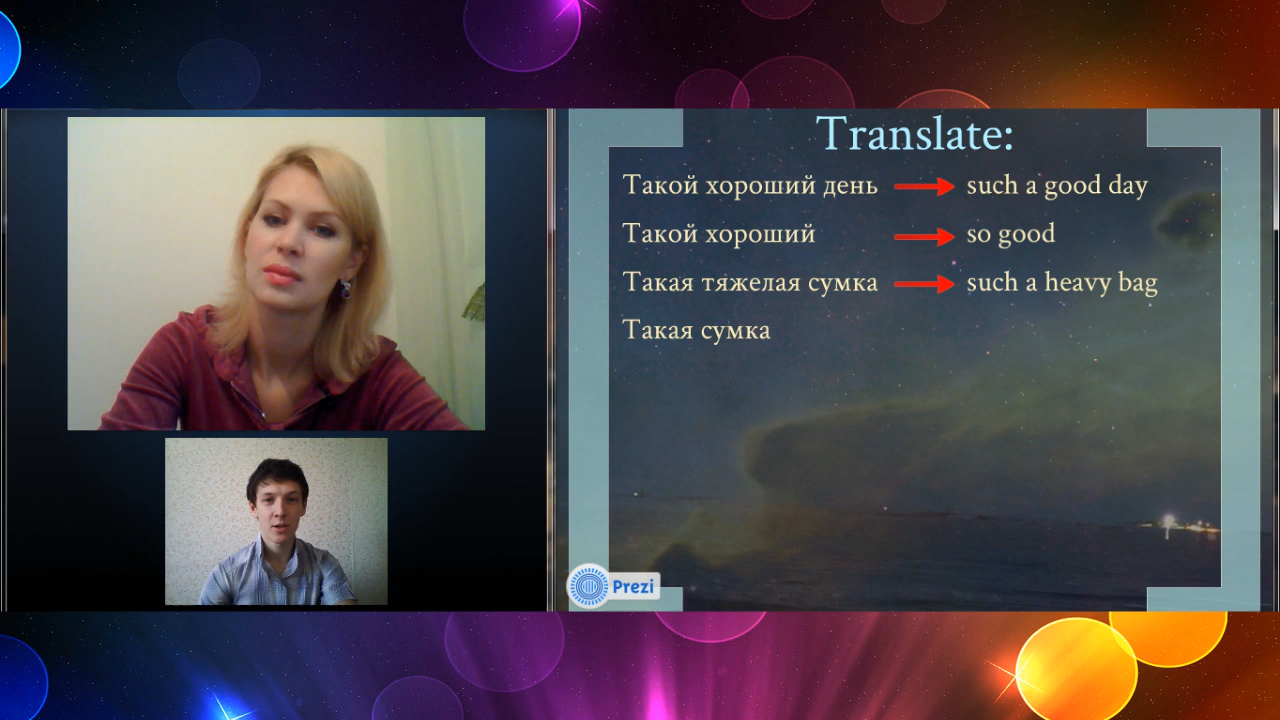 Translate:
Такой хороший день such a good day
Такой хороший so good
Такая тяжелая сумка such a heavy bag
Такая сумка
Prezi